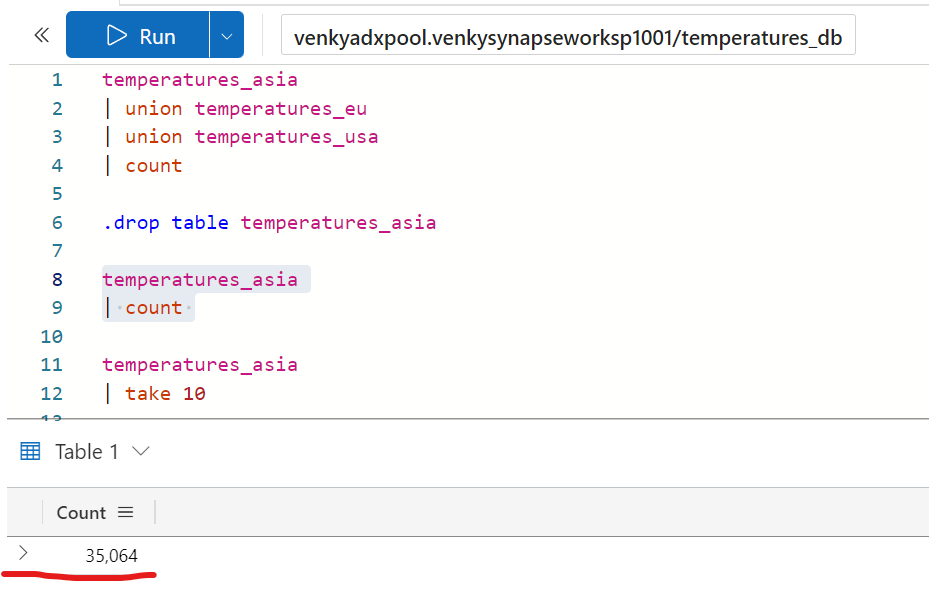 Run
venkyadxpool.venkysynapseworksp1001/temperatures_db
1 temperatures_asia
2 | union temperatures_eu
3 | union temperatures_usa
4 | count
5
6 .drop table temperatures_asia
7
8 temperatures_asia
9 | count
10
11 temperatures_asia
12 | take 10
13
Table 1
Count
35,064